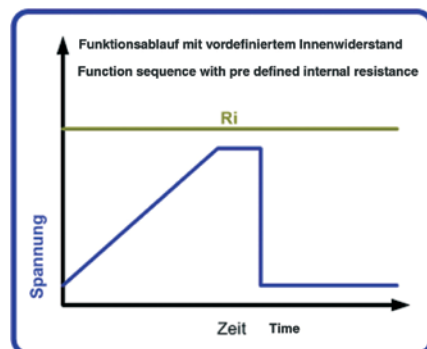 Funktionsablauf mit vordefiniertem Innenwiderstand
Function sequence with pre defined internal resistance
Ri
Spannung
Zeit Time